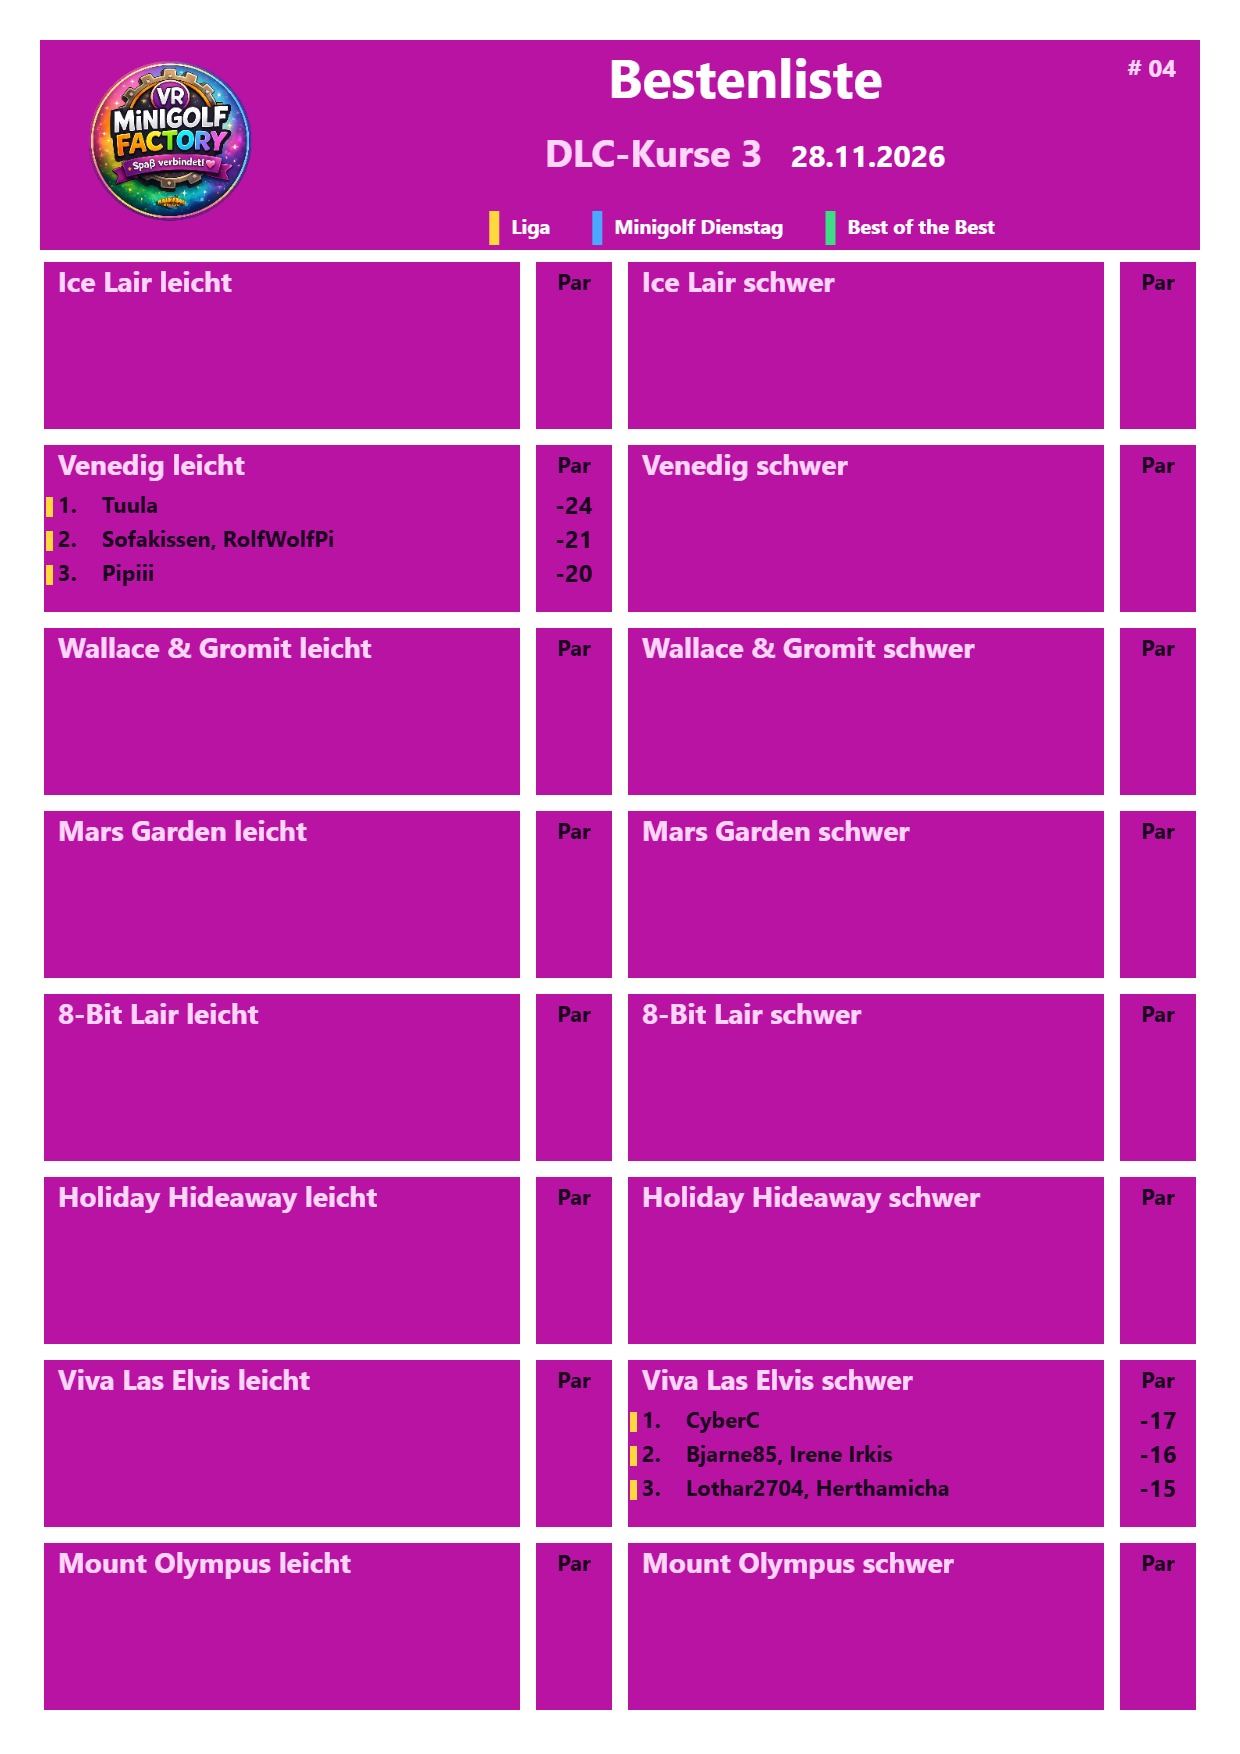 VR
MiNiGOLF
FACTORY
Spaß verbindet!
Bestenliste
# 04
DLC-Kurse 3 28.11.2026
Liga Minigolf Dienstag Best of the Best
Ice Lair leicht Par Ice Lair schwer Par
Venedig leicht Par Venedig schwer Par
1. Tuula -24
2. Sofakissen, RolfWolfPi -21
3. Pipiii -20
Wallace & Gromit leicht Par Wallace & Gromit schwer Par
Mars Garden leicht Par Mars Garden schwer Par
8-Bit Lair leicht Par 8-Bit Lair schwer Par
Holiday Hideaway leicht Par Holiday Hideaway schwer Par
Viva Las Elvis leicht Par Viva Las Elvis schwer Par
1. CyberC -17
2. Bjarne85, Irene Irkis -16
3. Lothar2704, Herthamicha -15
Mount Olympus leicht Par Mount Olympus schwer Par